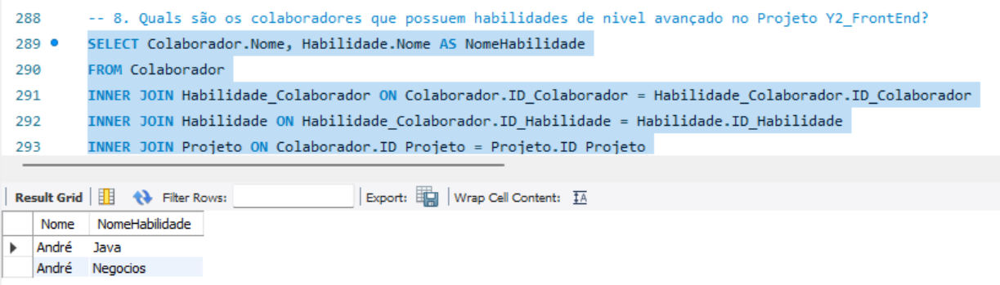 288 -- 8. Quals são os colaboradores que possuem habilidades de nivel avançado no Projeto Y2_FrontEnd?
289 SELECT Colaborador.Nome, Habilidade.Nome AS NomeHabilidade
290 FROM Colaborador
291 INNER JOIN Habilidade_Colaborador ON Colaborador.ID_Colaborador = Habilidade_Colaborador.ID_Colaborador
292 INNER JOIN Habilidade ON Habilidade_Colaborador.ID_Habilidade = Habilidade.ID_Habilidade
293 INNER JOIN Projeto ON Colaborador.ID_Projeto = Projeto.ID_Projeto
Result Grid Filter Rows: Export: Wrap Cell Content: IA
Nome NomeHabilidade
André Java
André Negocios